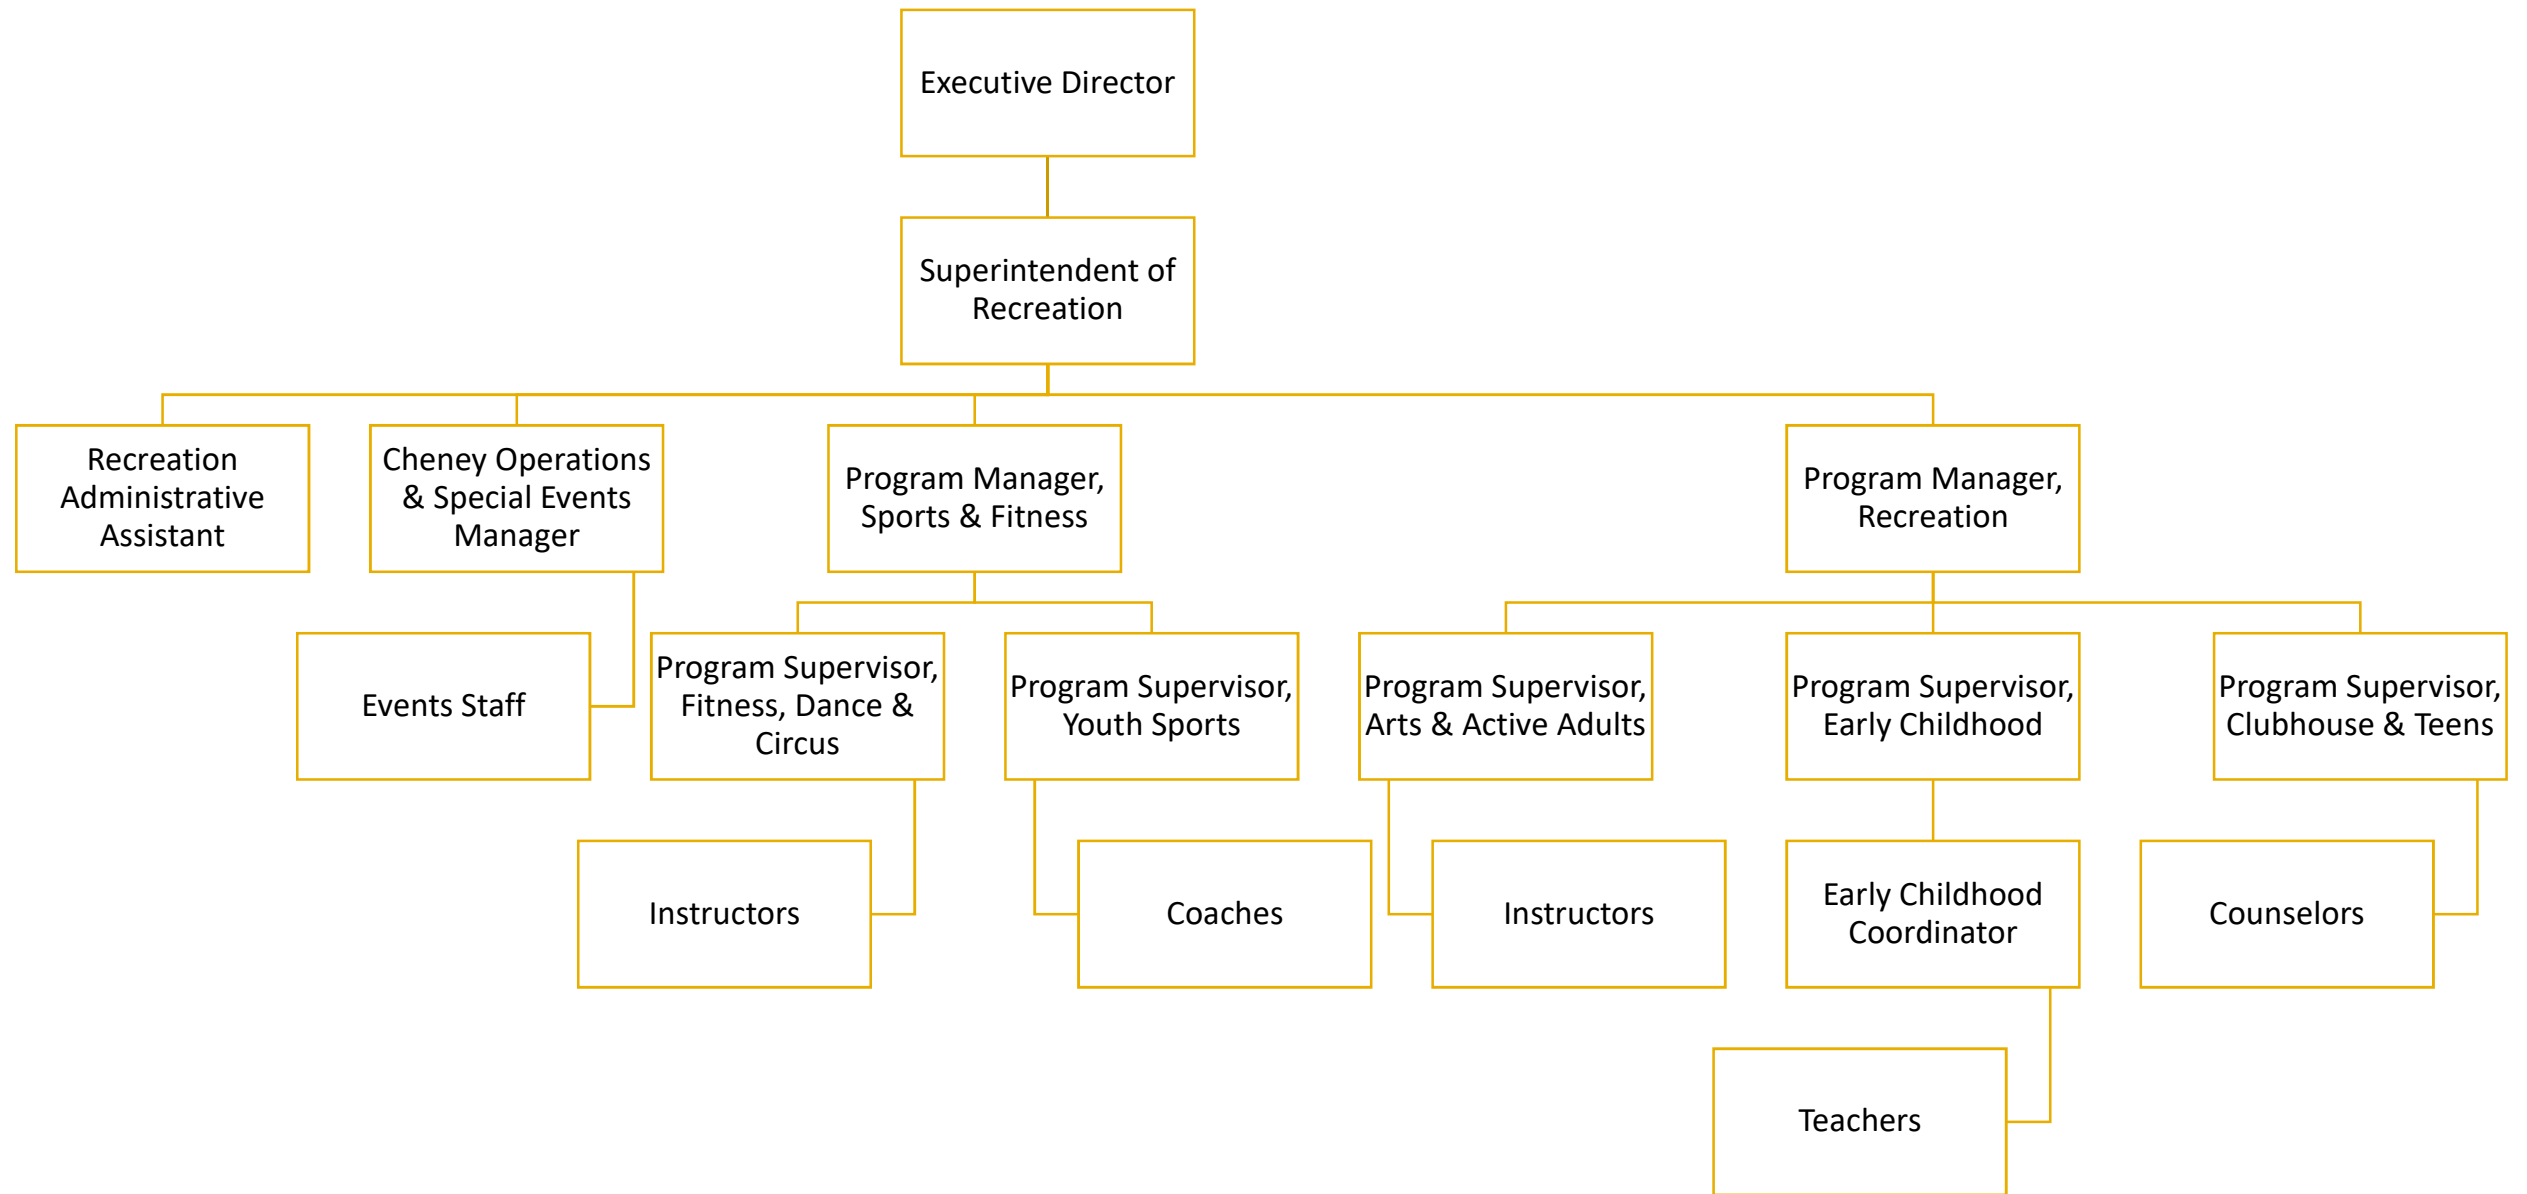 Executive Director
Superintendent of
Recreation
Recreation
Administrative
Assistant
Cheney Operations
& Special Events
Manager
Program Manager,
Sports & Fitness
Program Manager,
Recreation
Events Staff
Program Supervisor,
Fitness, Dance &
Circus
Program Supervisor,
Youth Sports
Program Supervisor,
Arts & Active Adults
Program Supervisor,
Early Childhood
Program Supervisor,
Clubhouse & Teens
Instructors
Coaches
Instructors
Early Childhood
Coordinator
Counselors
Teachers